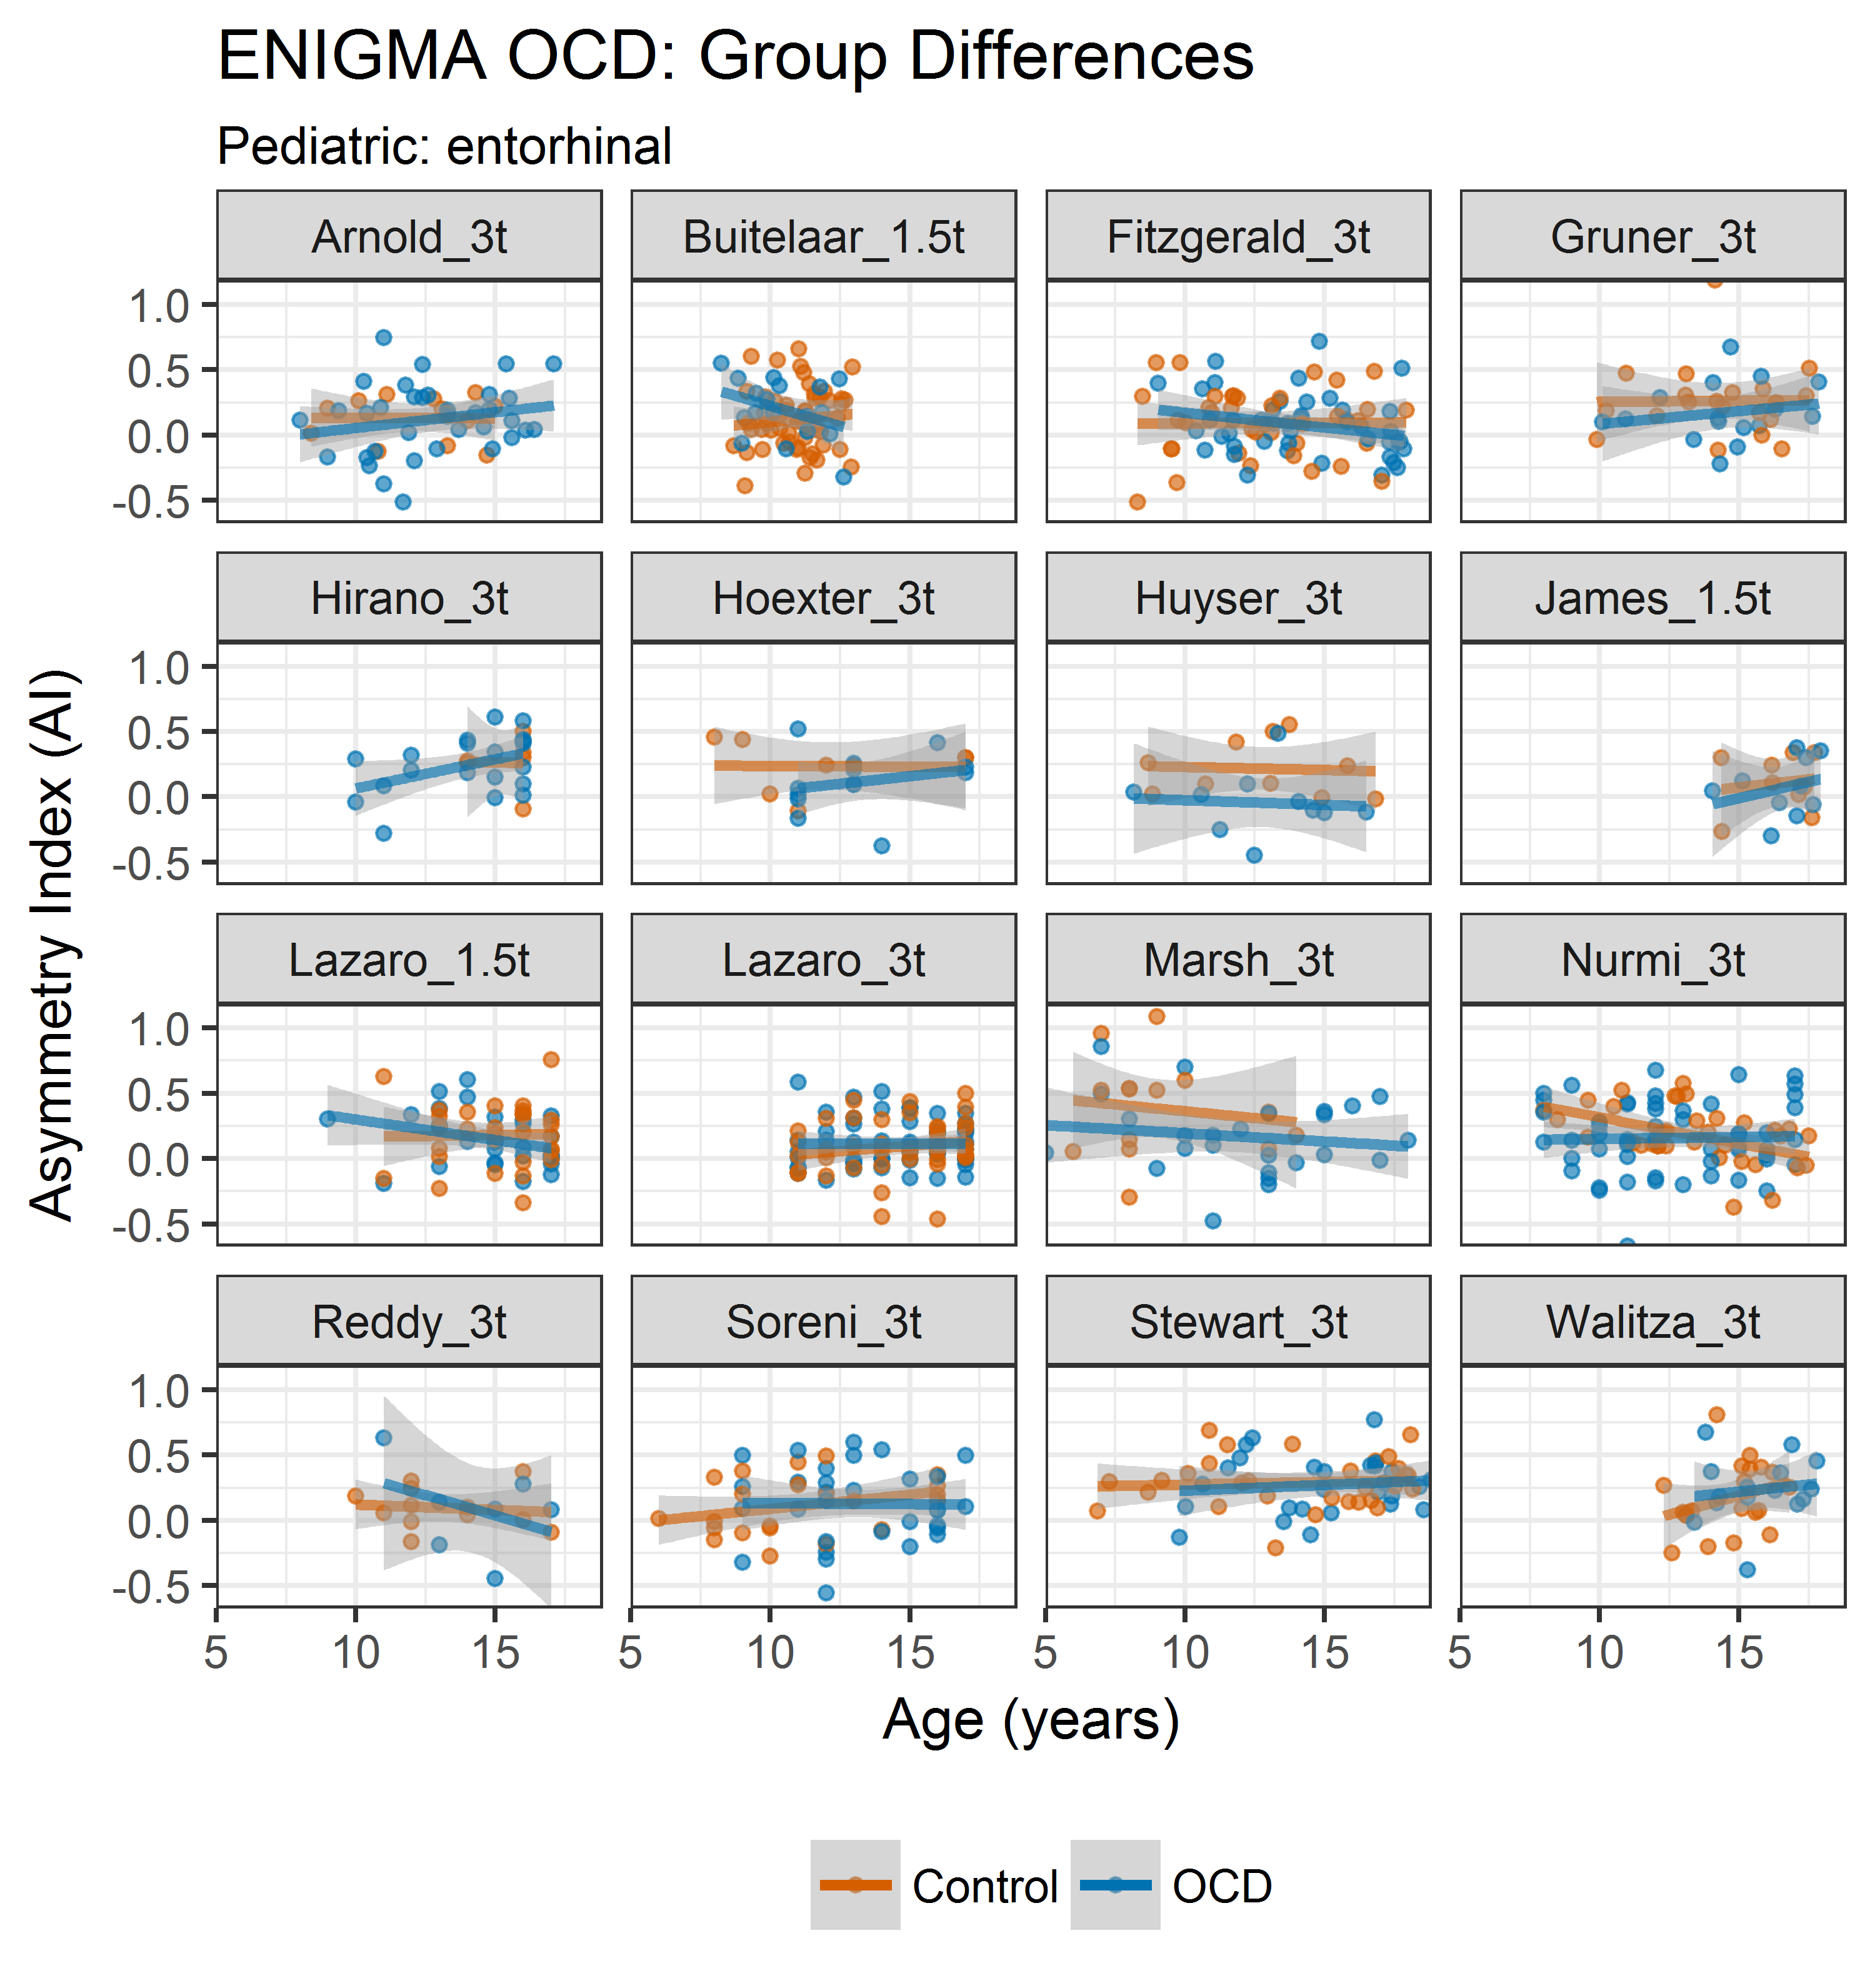 ENIGMA OCD: Group Differences
Pediatric: entorhinal
Arnold_3t Buitelaar_1.5t Fitzgerald_3t Gruner_3t
1.0
0.5
0.0
-0.5
Hirano_3t Hoexter_3t Huyser_3t James_1.5t
1.0
0.5
0.0
-0.5
Asymmetry Index (AI)
Lazaro_1.5t Lazaro_3t Marsh_3t Nurmi_3t
1.0
0.5
0.0
-0.5
Reddy_3t Soreni_3t Stewart_3t Walitza_3t
1.0
0.5
0.0
-0.5
5 10 15 5 10 15 5 10 15 5 10 15
Age (years)
Control OCD